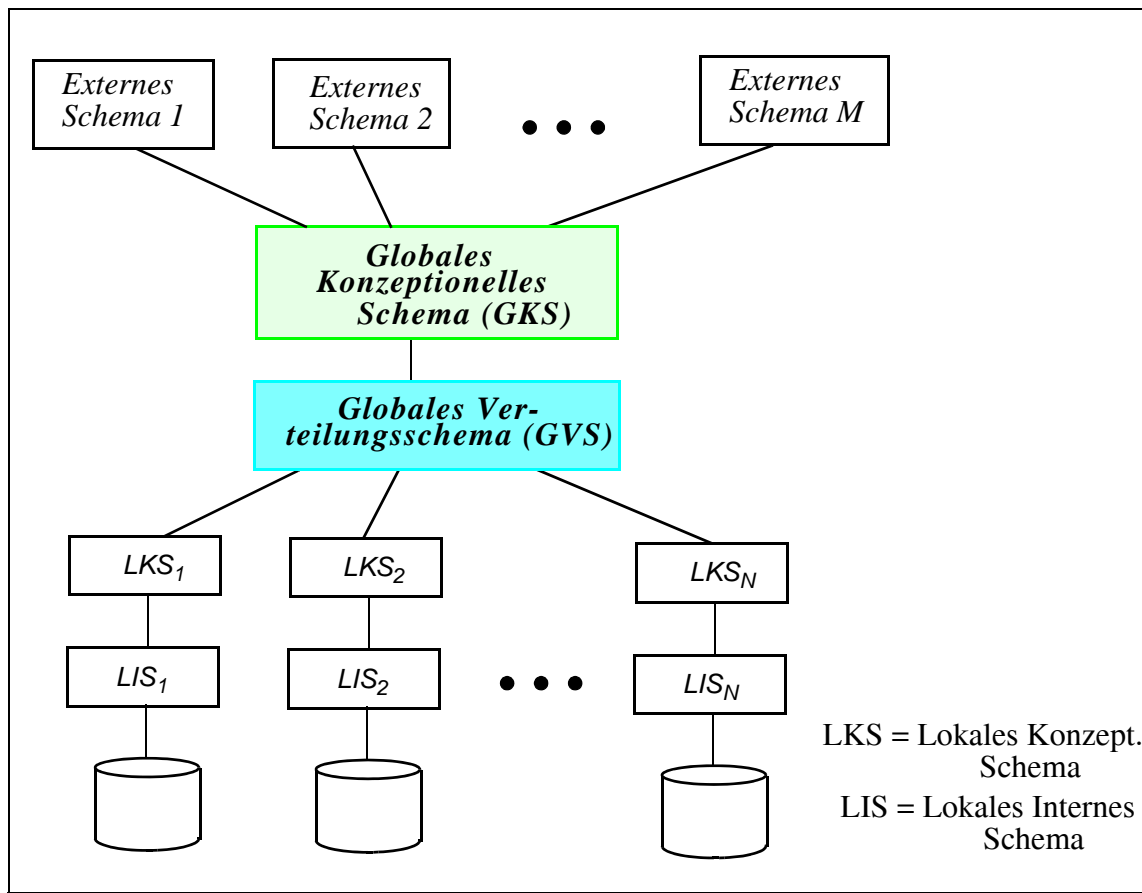 Externes
Schema 1
Externes
Schema 2
Externes
Schema M
Globales
Konzeptionelles
Schema (GKS)
Globales Ver-
teilungsschema (GVS)
LKS1
LKS2
LKSN
LIS1
LIS2
LISN
LKS = Lokales Konzept.
Schema
LIS = Lokales Internes
Schema